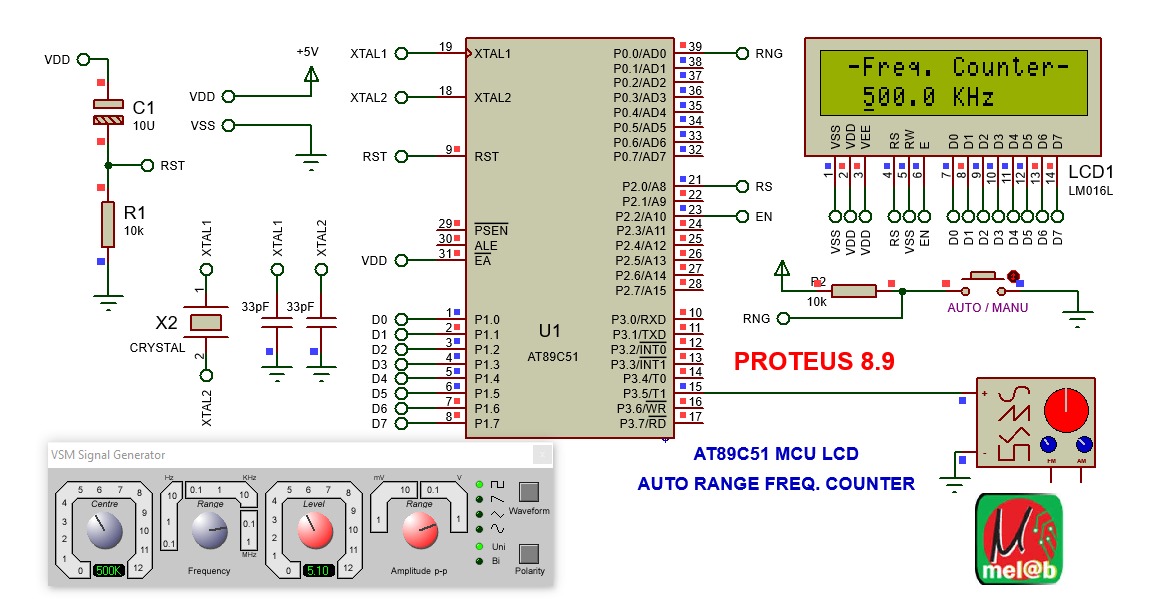 VDD
C1
10U
RST
R1
10k
+5V
VDD
VSS
XTAL1
1
X2
CRYSTAL
2
XTAL2
XTAL1
33pF
XTAL2
33pF
XTAL1 19 XTAL1
XTAL2 18 XTAL2
RST 9 RST
29 PSEN
30 ALE
VDD 31 EA
D0 1 P1.0
D1 2 P1.1
D2 3 P1.2
D3 4 P1.3
D4 5 P1.4
D5 6 P1.5
D6 7 P1.6
D7 8 P1.7
U1
AT89C51
P0.0/AD0 39 RNG
P0.1/AD1 38
P0.2/AD2 37
P0.3/AD3 36
P0.4/AD4 35
P0.5/AD5 34
P0.6/AD6 33
P0.7/AD7 32
P2.0/A8 21 RS
P2.1/A9 22
P2.2/A10 23 EN
P2.3/A11 24
P2.4/A12 25
P2.5/A13 26
P2.6/A14 27
P2.7/A15 28
P3.0/RXD 10
P3.1/TXD 11
P3.2/INT0 12
P3.3/INT1 13
P3.4/T0 14
P3.5/T1 15
P3.6/WR 16
P3.7/RD 17
-Freq. Counter-
500.0 KHz
VSS VDD VEE RS RW E D0 D1 D2 D3 D4 D5 D6 D7
1 2 3 4 5 6 7 8 9 10 11 12 13 14
LCD1
LM016L
VSS VDD VDD RS VSS EN D0 D1 D2 D3 D4 D5 D6 D7
R2
10k
RNG
AUTO / MANU
PROTEUS 8.9
+
-
FM AM
AT89C51 MCU LCD
AUTO RANGE FREQ. COUNTER
µ
mel@b
VSM Signal Generator
x
0 1 2 3 4 5 6 7 8 9 10 11 12
Centre
500K
Hz KHz
0.1 1 10 0.1 1 10 0.1 1
MHz
Range
Frequency
0 1 2 3 4 5 6 7 8 9 10 11 12
Level
5.10
mV V
1 10 0.1 1
Range
Amplitude p-p
Waveform
Uni
Bi
Polarity